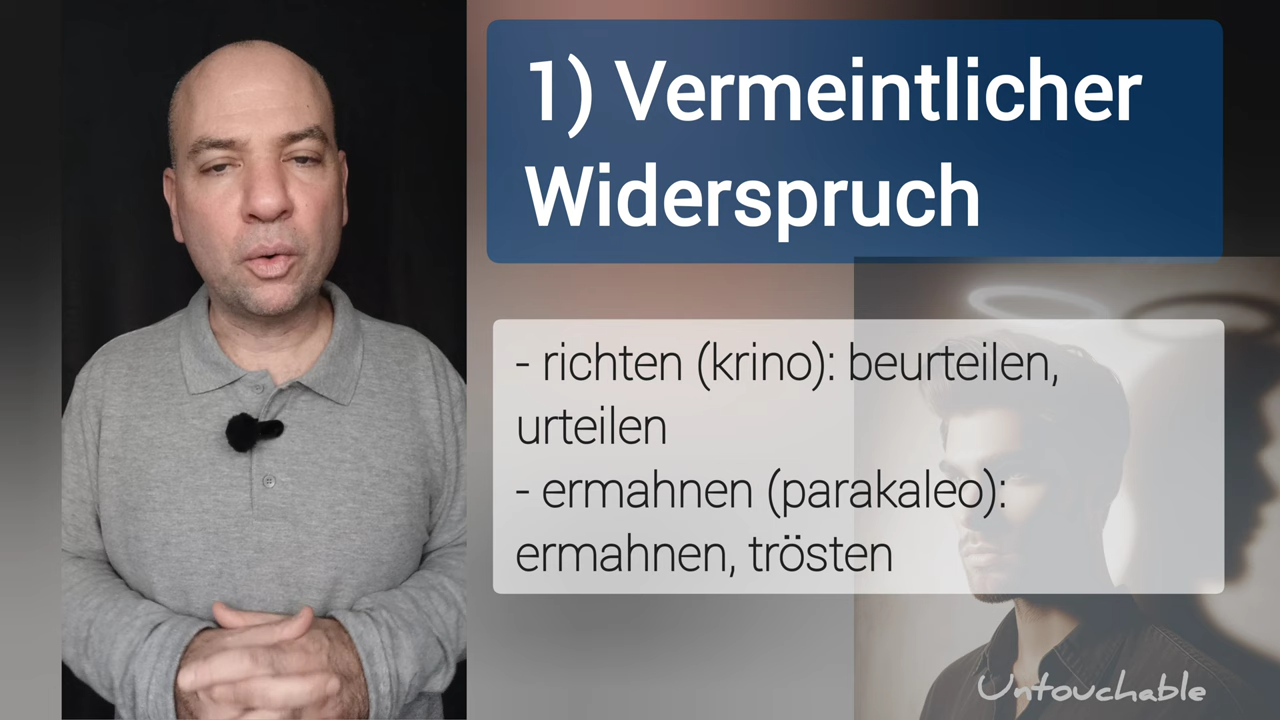 1) Vermeintlicher
Widerspruch
- richten (krino): beurteilen,
urteilen
- ermahnen (parakaleo):
ermahnen, trösten
Untouchable